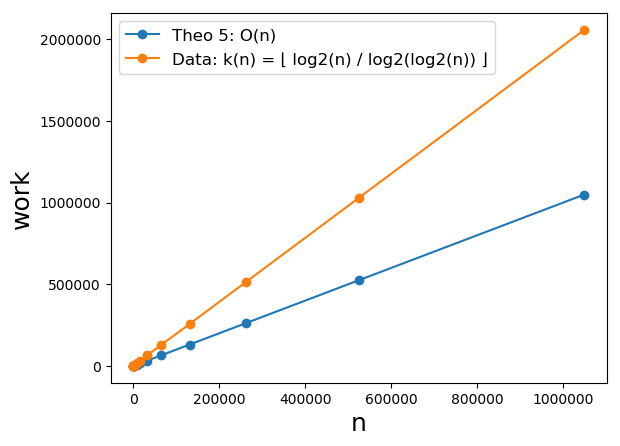 Theo 5: O(n)
Data: k(n) = ⌊ log2(n) / log2(log2(n)) ⌋
2000000
1500000
1000000
500000
0
work
0
200000
400000
600000
800000
1000000
n